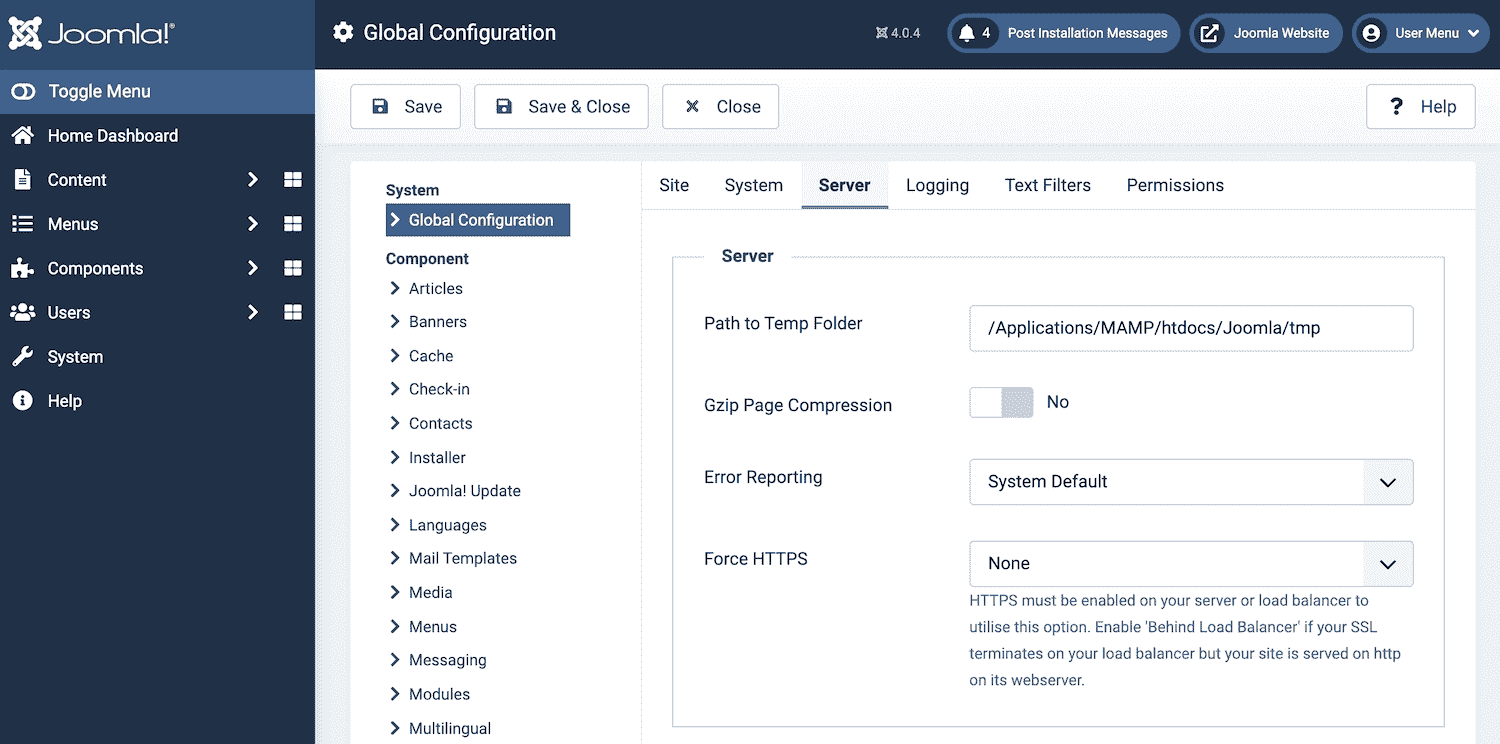 Joomla!®
Global Configuration
4.0.4
4 Post Installation Messages
Joomla Website
User Menu
Toggle Menu
Home Dashboard
Content
Menus
Components
Users
System
Help
Save
Save & Close
Close
? Help
System
Global Configuration
Component
Articles
Banners
Cache
Check-in
Contacts
Installer
Joomla! Update
Languages
Mail Templates
Media
Menus
Messaging
Modules
Multilingual
Site System Server Logging Text Filters Permissions
Server
Path to Temp Folder /Applications/MAMP/htdocs/Joomla/tmp
Gzip Page Compression No
Error Reporting System Default
Force HTTPS None
HTTPS must be enabled on your server or load balancer to
utilise this option. Enable 'Behind Load Balancer' if your SSL
terminates on your load balancer but your site is served on http
on its webserver.